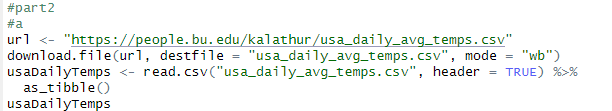 #part2
#a
url <- "https://people.bu.edu/kalathur/usa_daily_avg_temps.csv"
download.file(url, destfile = "usa_daily_avg_temps.csv", mode = "wb")
usaDailyTemps <- read.csv("usa_daily_avg_temps.csv", header = TRUE) %>%
  as_tibble()
usaDailyTemps